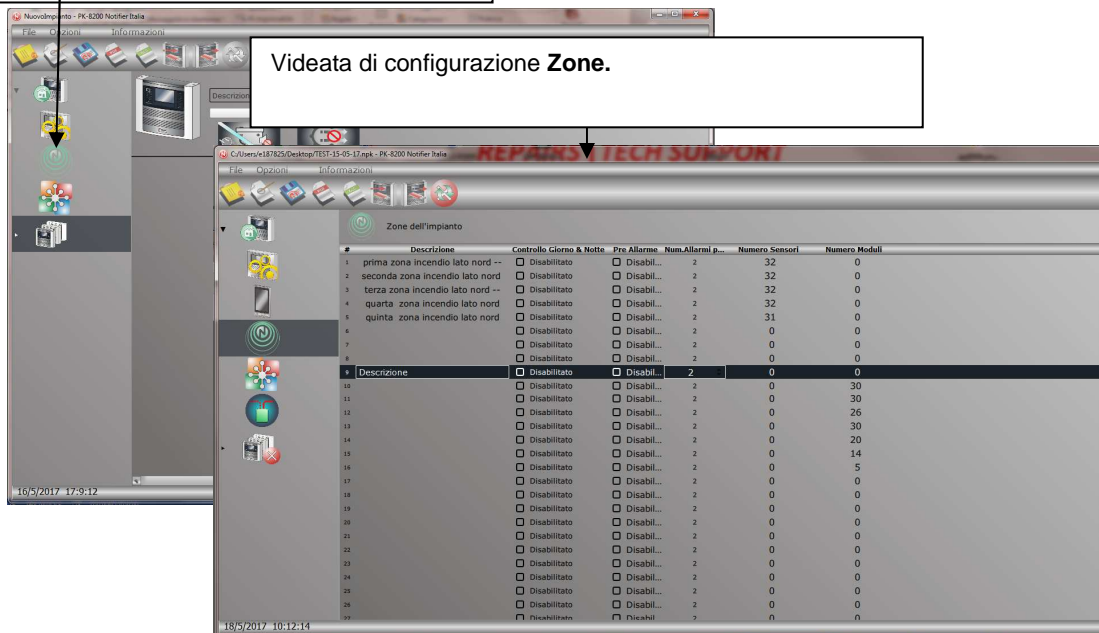 NuovoImpianto - PK-8200 Notifier Italia
File Opzioni Informazioni
Videata di configurazione Zone.
Descrizion
REPAIRS TECH SUPPORT
C:/Users/e187825/Desktop/TEST-15-05-17.npk - PK-8200 Notifier Italia
File Opzioni Informazioni
Zone dell'impianto
# Descrizione Controllo Giorno & Notte Pre Allarme Num.Allarmi p... Numero Sensori Numero Moduli
1 prima zona incendio lato nord -- Disabilitato Disabil... 2 32 0
2 seconda zona incendio lato nord Disabilitato Disabil... 2 32 0
3 terza zona incendio lato nord -- Disabilitato Disabil... 2 32 0
4 quarta zona incendio lato nord Disabilitato Disabil... 2 32 0
5 quinta zona incendio lato nord Disabilitato Disabil... 2 31 0
6 Disabilitato Disabil... 2 0 0
7 Disabilitato Disabil... 2 0 0
8 Disabilitato Disabil... 2 0 0
9 Descrizione Disabilitato Disabil... 2 0 0
10 Disabilitato Disabil... 2 0 30
11 Disabilitato Disabil... 2 0 30
12 Disabilitato Disabil... 2 0 26
13 Disabilitato Disabil... 2 0 30
14 Disabilitato Disabil... 2 0 20
15 Disabilitato Disabil... 2 0 14
16 Disabilitato Disabil... 2 0 5
17 Disabilitato Disabil... 2 0 0
18 Disabilitato Disabil... 2 0 0
19 Disabilitato Disabil... 2 0 0
20 Disabilitato Disabil... 2 0 0
21 Disabilitato Disabil... 2 0 0
22 Disabilitato Disabil... 2 0 0
23 Disabilitato Disabil... 2 0 0
24 Disabilitato Disabil... 2 0 0
25 Disabilitato Disabil... 2 0 0
26 Disabilitato Disabil... 2 0 0
27 Disabilitato Disabil... 2 0 0
16/5/2017 17:9:12
18/5/2017 10:12:14